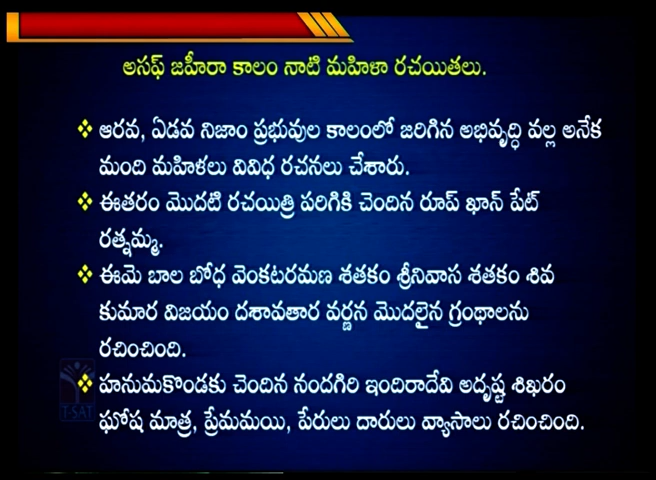 అసఫ్ జహీరా కాలం నాటి మహిళా రచయితలు.
❖ ఆరవ, ఏడవ నిజాం ప్రభువుల కాలంలో జరిగిన అభివృద్ధి వల్ల అనేక
మంది మహిళలు వివిధ రచనలు చేశారు.
❖ ఈతరం మొదటి రచయిత్రి పరిగికి చెందిన రూప్ ఖాన్ పేట్
రత్నమ్మ.
❖ ఈమె బాల బోధ వెంకటరమణ శతకం శ్రీనివాస శతకం శివ
కుమార విజయం దశావతార వర్ణన మొదలైన గ్రంథాలను
రచించింది.
❖ హనుమకొండకు చెందిన నందగిరి ఇందిరాదేవి అదృష్ట శిఖరం
ఘోష మాత్ర, ప్రేమమయి, పేరులు దారులు వ్యాసాలు రచించింది.
T-SAT